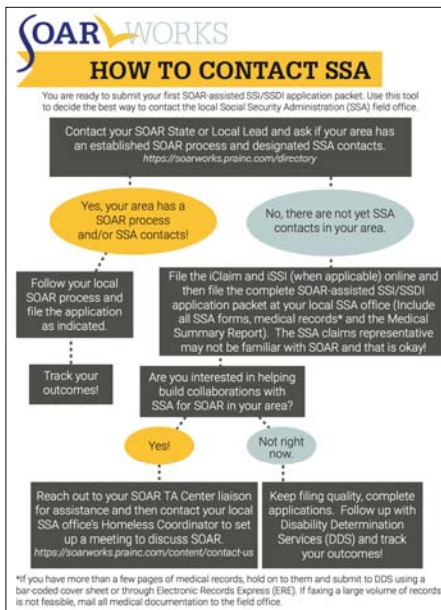 SOAR WORKS
HOW TO CONTACT SSA
You are ready to submit your first SOAR-assisted SSI/SSDI application packet. Use this tool
to decide the best way to contact the local Social Security Administration (SSA) field office.
Contact your SOAR State or Local Lead and ask if your area has
an established SOAR process and designated SSA contacts.
https://soarworks.prainc.com/directory
Yes, your area has a
SOAR process
and/or SSA contacts!
No, there are not yet SSA
contacts in your area.
Follow your local
SOAR process and
file the application
as indicated.
File the iClaim and iSSI (when applicable) online and
then file the complete SOAR-assisted SSI/SSDI
application packet at your local SSA office (Include
all SSA forms, medical records* and the Medical
Summary Report). The SSA claims representative
may not be familiar with SOAR and that is okay!
Track your
outcomes!
Are you interested in helping
build collaborations with
SSA for SOAR in your area?
Yes!
Not right
now.
Reach out to your SOAR TA Center liaison
for assistance and then contact your local
SSA office's Homeless Coordinator to set
up a meeting to discuss SOAR.
https://soarworks.prainc.com/content/contact-us
Keep filing quality, complete
applications. Follow up with
Disability Determination
Services (DDS) and track
your outcomes!
*If you have more than a few pages of medical records, hold on to them and submit to DDS using a
bar-coded cover sheet or through Electronic Records Express (ERE). If faxing a large volume of records
is not feasible, mail all medical documentation to the field office.